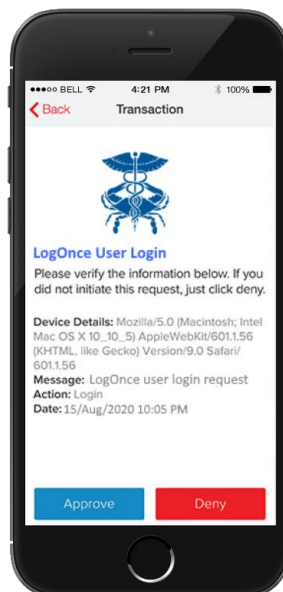 BELL 4:21 PM 100%
Back Transaction
LogOnce User Login
Please verify the information below. If you
did not initiate this request, just click deny.
Device Details: Mozilla/5.0 (Macintosh; Intel
Mac OS X 10_10_5) AppleWebKit/601.1.56
(KHTML, like Gecko) Version/9.0 Safari/
601.1.56
Message: LogOnce user login request
Action: Login
Date: 15/Aug/2020 10:05 PM
Approve Deny